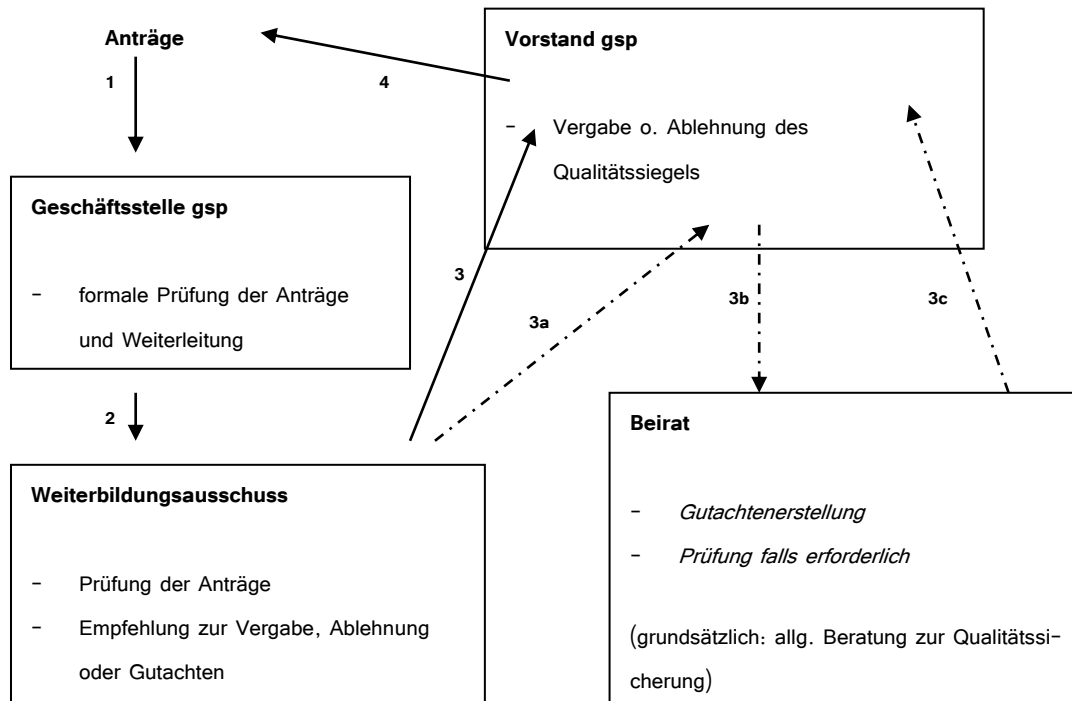 Anträge
1
4
Vorstand gsp
- Vergabe o. Ablehnung des
Qualitätssiegels
Geschäftsstelle gsp
- formale Prüfung der Anträge
und Weiterleitung
3
3a
3b
3c
2
Weiterbildungsausschuss
- Prüfung der Anträge
- Empfehlung zur Vergabe, Ablehnung
oder Gutachten
Beirat
- Gutachtenerstellung
- Prüfung falls erforderlich
(grundsätzlich: allg. Beratung zur Qualitätssi-
cherung)